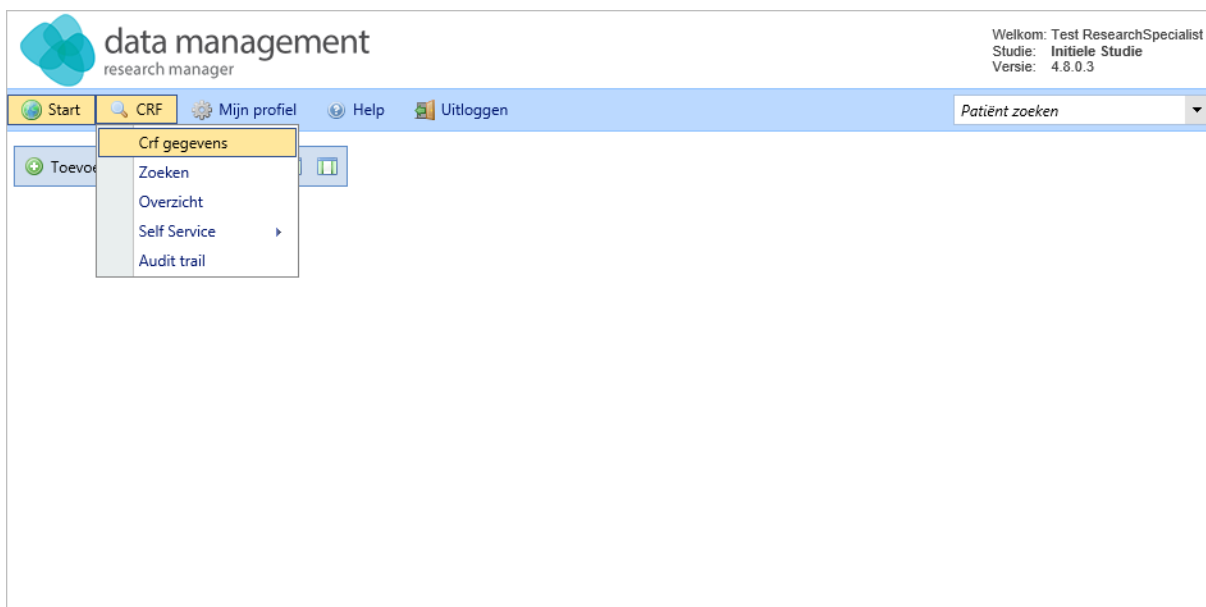 data management
research manager
Welkom: Test ResearchSpecialist
Studie: Initiele Studie
Versie: 4.8.0.3
Start CRF Mijn profiel Help Uitloggen Patiënt zoeken
Crf gegevens
Zoeken
Overzicht
Self Service
Audit trail